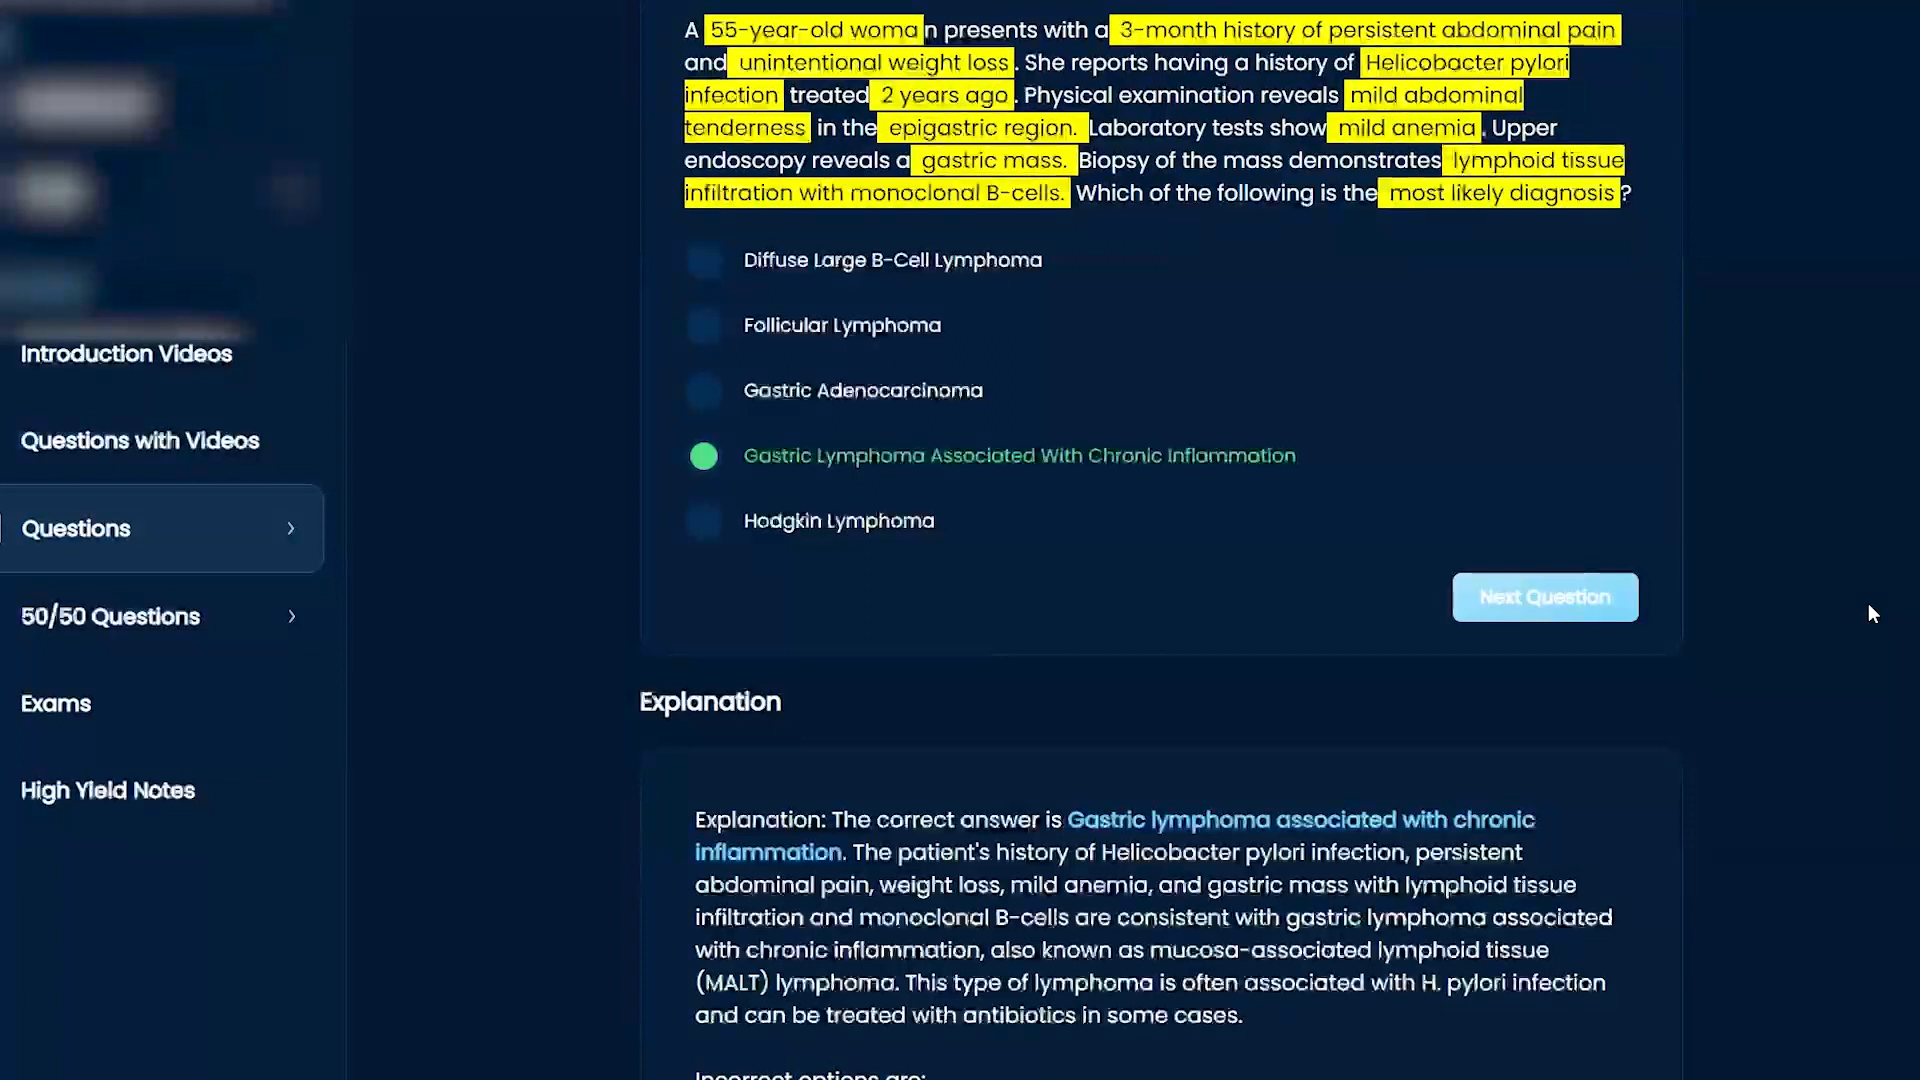 A 55-year-old woman presents with a 3-month history of persistent abdominal pain
and unintentional weight loss. She reports having a history of Helicobacter pylori
infection treated 2 years ago. Physical examination reveals mild abdominal
tenderness in the epigastric region. Laboratory tests show mild anemia. Upper
endoscopy reveals a gastric mass. Biopsy of the mass demonstrates lymphoid tissue
infiltration with monoclonal B-cells. Which of the following is the most likely diagnosis?
Diffuse Large B-Cell Lymphoma
Follicular Lymphoma
Gastric Adenocarcinoma
Gastric Lymphoma Associated With Chronic Inflammation
Hodgkin Lymphoma
Next Question
Introduction Videos
Questions with Videos
Questions
50/50 Questions
Exams
High Yield Notes
Explanation
Explanation: The correct answer is Gastric lymphoma associated with chronic
inflammation. The patient's history of Helicobacter pylori infection, persistent
abdominal pain, weight loss, mild anemia, and gastric mass with lymphoid tissue
infiltration and monoclonal B-cells are consistent with gastric lymphoma associated
with chronic inflammation, also known as mucosa-associated lymphoid tissue
(MALT) lymphoma. This type of lymphoma is often associated with H. pylori infection
and can be treated with antibiotics in some cases.
Incorrect options are: